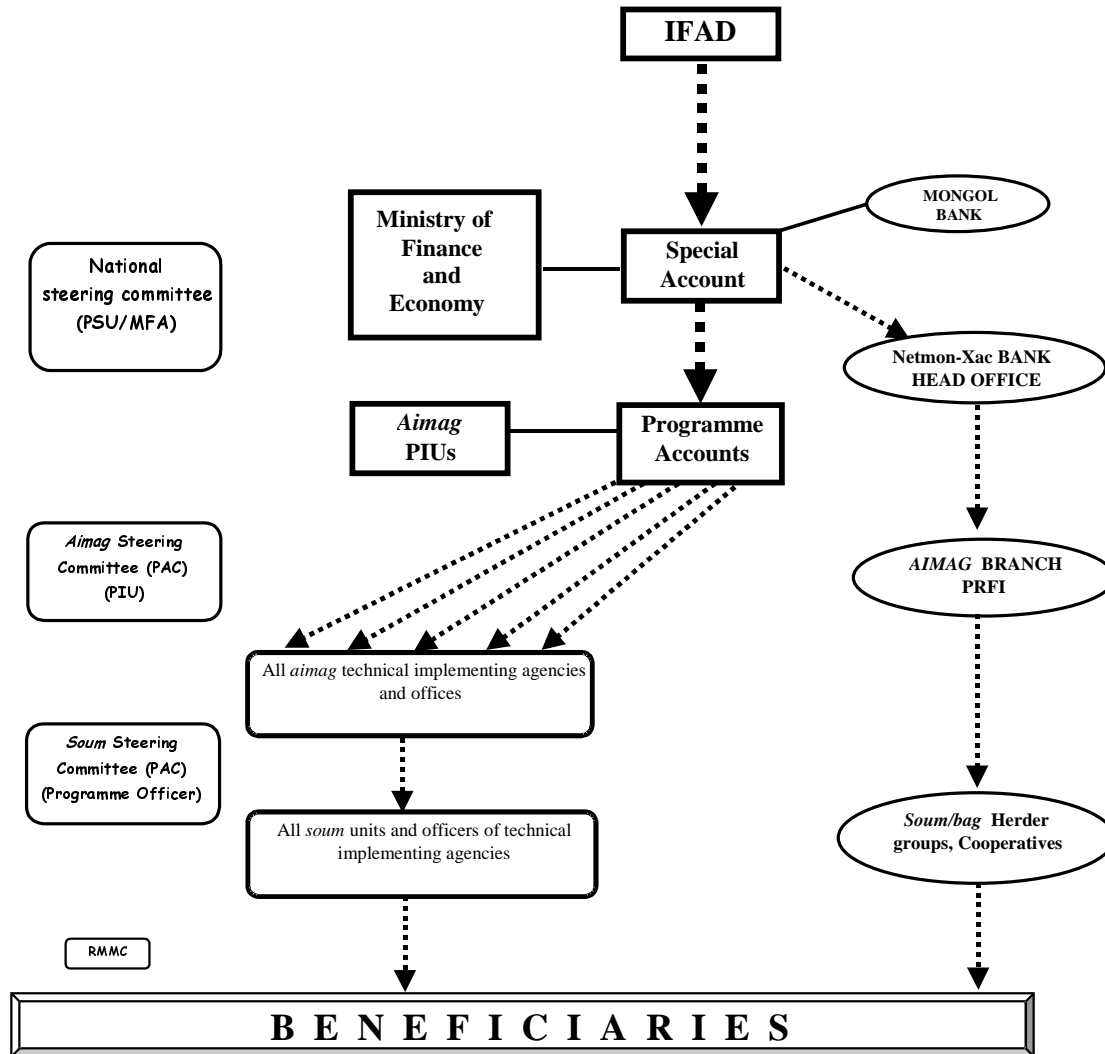 IFAD
MONGOL
BANK
Ministry of
Finance
and
Economy
Special
Account
National
steering committee
(PSU/MFA)
Netmon-Xac BANK
HEAD OFFICE
Aimag
PIUs
Programme
Accounts
Aimag Steering
Committee (PAC)
(PIU)
AIMAG BRANCH
PRFI
All aimag technical implementing agencies
and offices
Soum Steering
Committee (PAC)
(Programme Officer)
All soum units and officers of technical
implementing agencies
Soum/bag Herder
groups, Cooperatives
RMMC
B E N E F I C I A R I E S